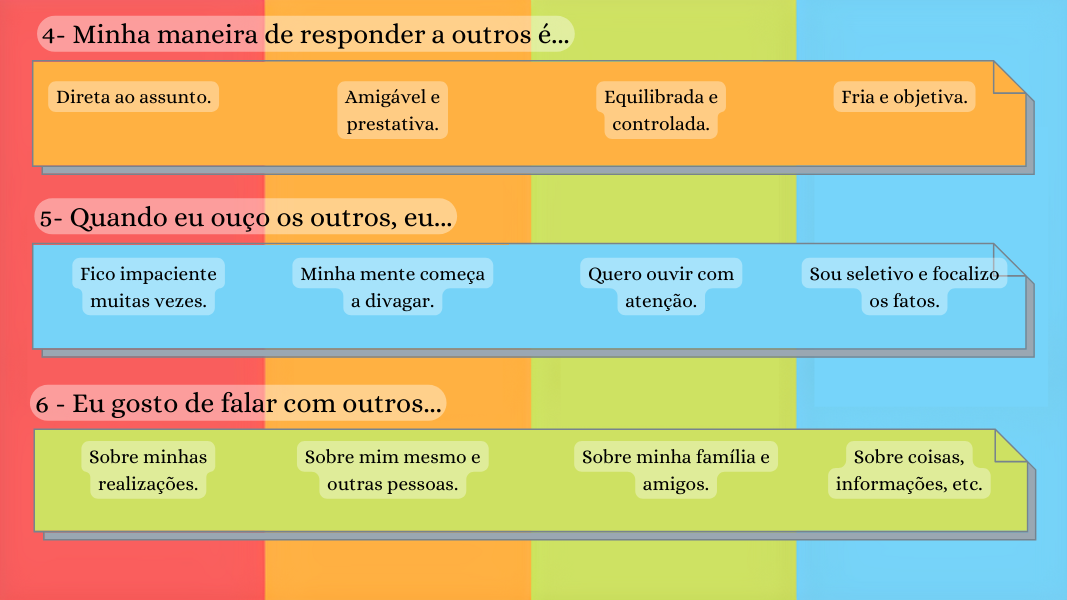 4- Minha maneira de responder a outros é...
Direta ao assunto.
Amigável e
prestativa.
Equilibrada e
controlada.
Fria e objetiva.
5- Quando eu ouço os outros, eu...
Fico impaciente
muitas vezes.
Minha mente começa
a divagar.
Quero ouvir com
atenção.
Sou seletivo e focalizo
os fatos.
6 - Eu gosto de falar com outros...
Sobre minhas
realizações.
Sobre mim mesmo e
outras pessoas.
Sobre minha família e
amigos.
Sobre coisas,
informações, etc.